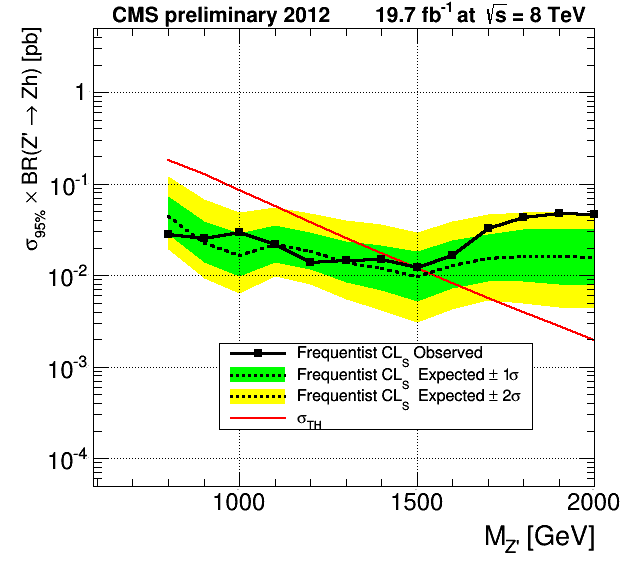 CMS preliminary 2012 19.7 fb⁻¹ at √s = 8 TeV
σ95% × BR(Z' → Zh) [pb]
1
10⁻¹
10⁻²
10⁻³
10⁻⁴
Frequentist CLS Observed
Frequentist CLS Expected ± 1σ
Frequentist CLS Expected ± 2σ
σTH
1000 1500 2000
MZ' [GeV]